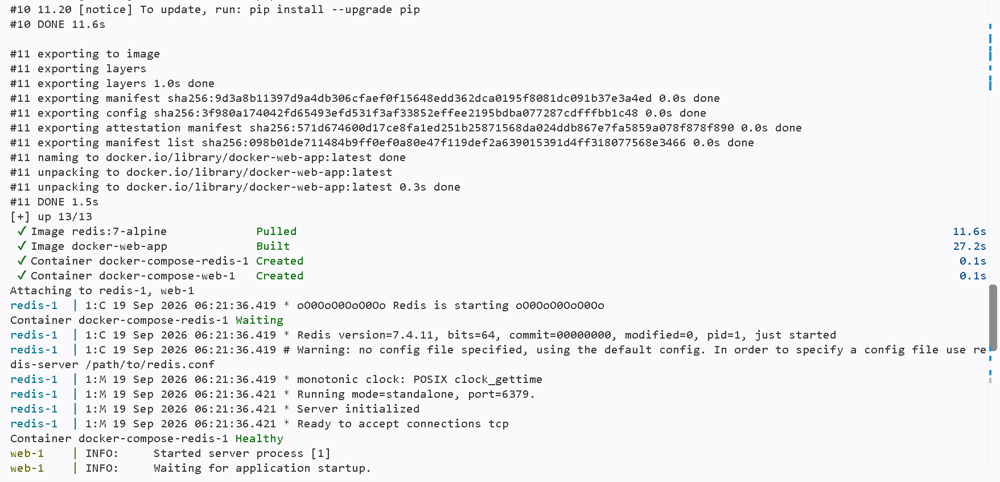 #10 11.20 [notice] To update, run: pip install --upgrade pip
#10 DONE 11.6s
#11 exporting to image
#11 exporting layers
#11 exporting layers 1.0s done
#11 exporting manifest sha256:9d3a8b11397d9a4db306cfaef0f15648edd362dca0195f8081dc091b37e3a4ed 0.0s done
#11 exporting config sha256:3f980a174042fd65493efd531f3af33852effee2195bdba077287cdfffbb1c48 0.0s done
#11 exporting attestation manifest sha256:571d674600d17ce8fa1ed251b25871568da024ddb867e7fa5859a078f878f890 0.0s done
#11 exporting manifest list sha256:098b01de711484b9ff0ef0a80e47f119def2a639015391d4ff318077568e3466 0.0s done
#11 naming to docker.io/library/docker-web-app:latest done
#11 unpacking to docker.io/library/docker-web-app:latest
#11 unpacking to docker.io/library/docker-web-app:latest 0.3s done
#11 DONE 1.5s
[+] up 13/13
✓ Image redis:7-alpine Pulled 11.6s
✓ Image docker-web-app Built 27.2s
✓ Container docker-compose-redis-1 Created 0.1s
✓ Container docker-compose-web-1 Created 0.1s
Attaching to redis-1, web-1
redis-1 | 1:C 19 Sep 2026 06:21:36.419 * oO0OoO0OoO0Oo Redis is starting oO0OoO0OoO0Oo
Container docker-compose-redis-1 Waiting
redis-1 | 1:C 19 Sep 2026 06:21:36.419 * Redis version=7.4.11, bits=64, commit=00000000, modified=0, pid=1, just started
redis-1 | 1:C 19 Sep 2026 06:21:36.419 # Warning: no config file specified, using the default config. In order to specify a config file use re
dis-server /path/to/redis.conf
redis-1 | 1:M 19 Sep 2026 06:21:36.419 * monotonic clock: POSIX clock_gettime
redis-1 | 1:M 19 Sep 2026 06:21:36.421 * Running mode=standalone, port=6379.
redis-1 | 1:M 19 Sep 2026 06:21:36.421 * Server initialized
redis-1 | 1:M 19 Sep 2026 06:21:36.421 * Ready to accept connections tcp
Container docker-compose-redis-1 Healthy
web-1 | INFO: Started server process [1]
web-1 | INFO: Waiting for application startup.